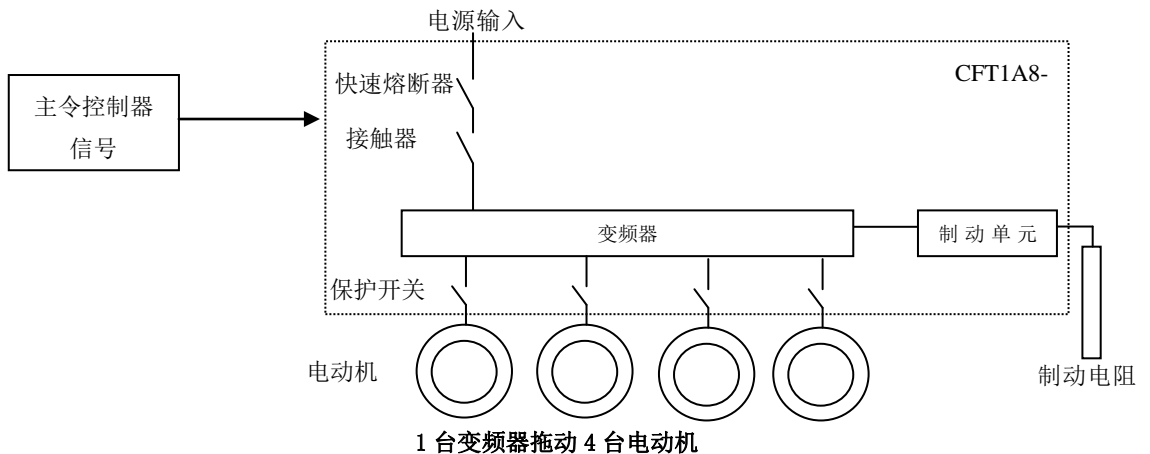 电源输入
CFT1A8-
快速熔断器
主令控制器
信号
接触器
变频器
制动单元
保护开关
电动机
制动电阻
1 台变频器拖动 4 台电动机